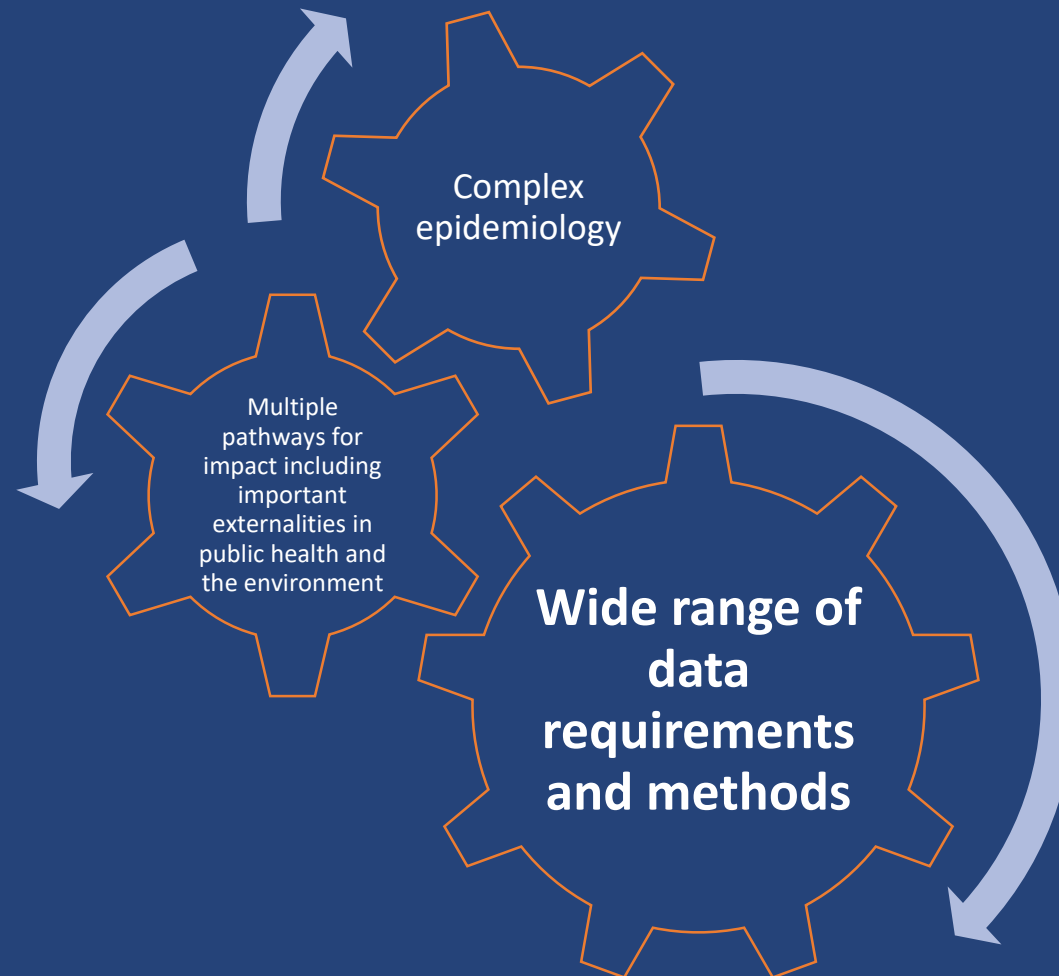 Complex
epidemiology
Multiple
pathways for
impact including
important
externalities in
public health and
the environment
Wide range of
data
requirements
and methods